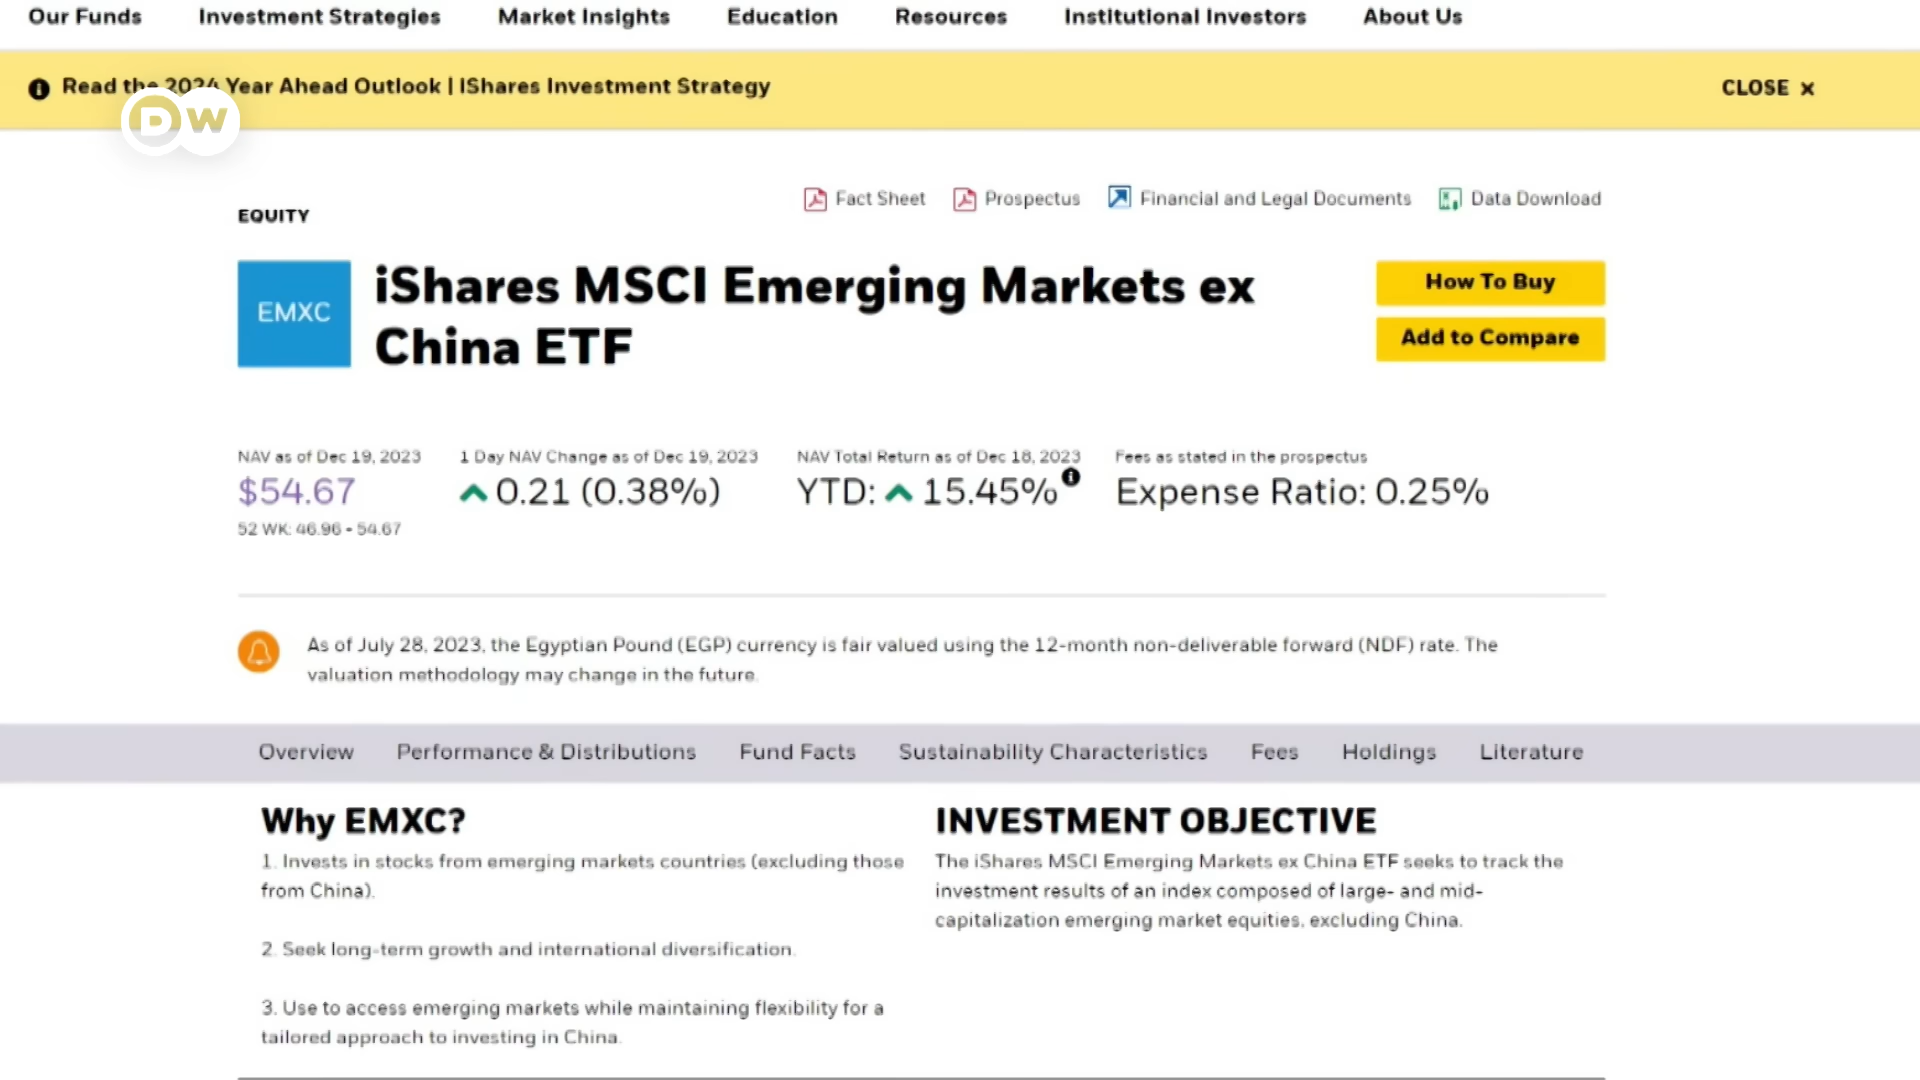 Our Funds Investment Strategies Market Insights Education Resources Institutional Investors About Us
Read the 2024 Year Ahead Outlook | iShares Investment Strategy CLOSE ×
DW
Fact Sheet Prospectus Financial and Legal Documents Data Download
EQUITY
EMXC
iShares MSCI Emerging Markets ex
China ETF
How To Buy
Add to Compare
NAV as of Dec 19, 2023 1 Day NAV Change as of Dec 19, 2023 NAV Total Return as of Dec 18, 2023 Fees as stated in the prospectus
$54.67 0.21 (0.38%) YTD: 15.45% Expense Ratio: 0.25%
52 WK: 46.96 - 54.67
As of July 28, 2023, the Egyptian Pound (EGP) currency is fair valued using the 12-month non-deliverable forward (NDF) rate. The
valuation methodology may change in the future.
Overview Performance & Distributions Fund Facts Sustainability Characteristics Fees Holdings Literature
Why EMXC?
1. Invests in stocks from emerging markets countries (excluding those
from China).
2. Seek long-term growth and international diversification.
3. Use to access emerging markets while maintaining flexibility for a
tailored approach to investing in China.
INVESTMENT OBJECTIVE
The iShares MSCI Emerging Markets ex China ETF seeks to track the
investment results of an index composed of large- and mid-
capitalization emerging market equities, excluding China.